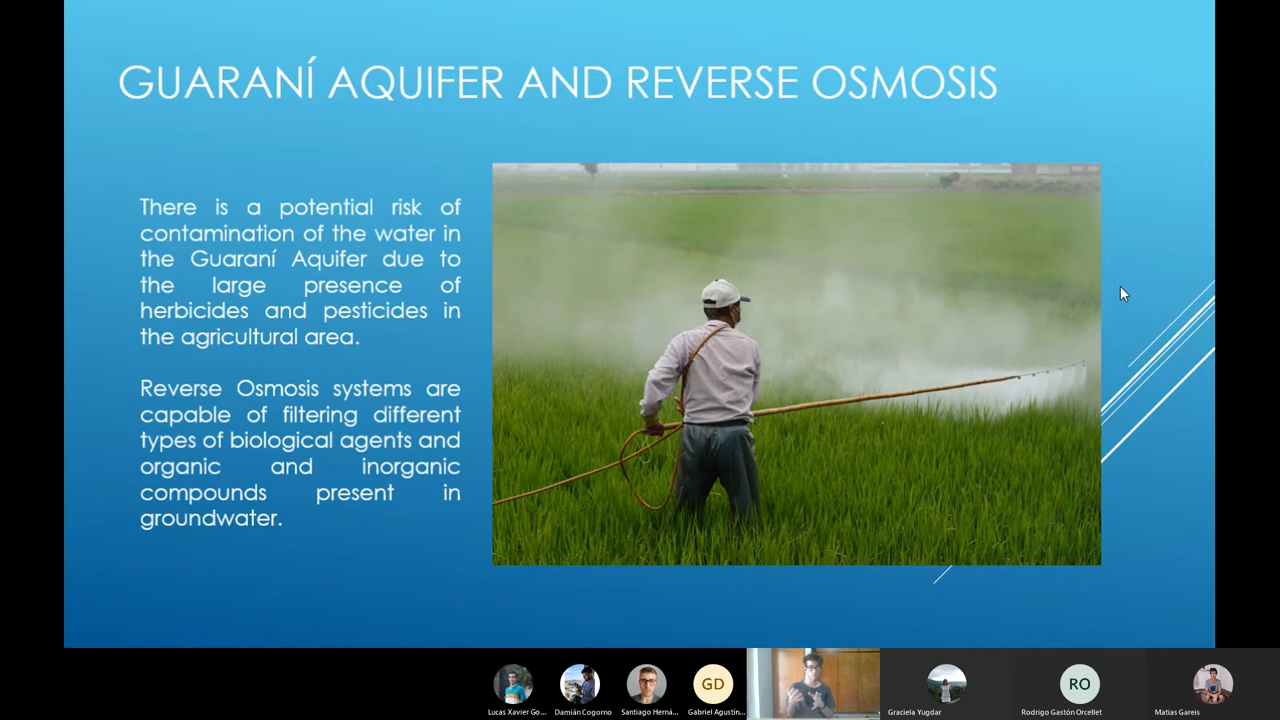 GUARANÍ AQUIFER AND REVERSE OSMOSIS
There is a potential risk of
contamination of the water in
the Guaraní Aquifer due to
the large presence of
herbicides and pesticides in
the agricultural area.
Reverse Osmosis systems are
capable of filtering different
types of biological agents and
organic and inorganic
compounds present in
groundwater.
GD
RO
Lucas Xavier Go...
Damián Cogorno
Santiago Herná...
Gabriel Agustín...
Graciela Yugdar
Rodrigo Gastón Orcellet
Matias Gareis